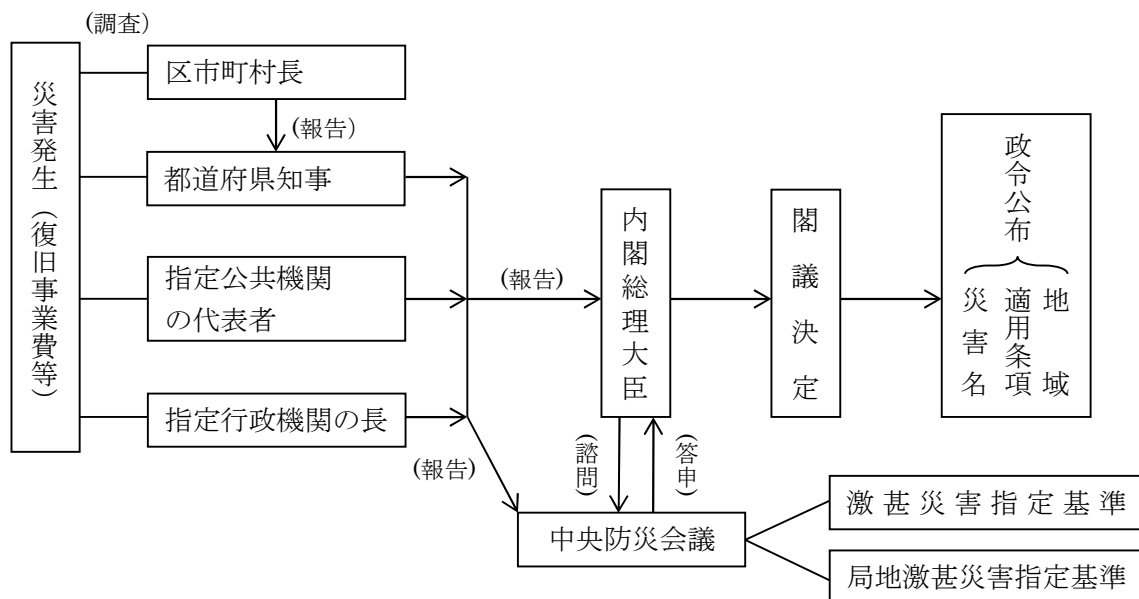 (調査)
災害発生（復旧事業費等）
区市町村長
(報告)
都道府県知事
指定公共機関
の代表者
指定行政機関の長
(報告)
(報告)
内閣総理大臣
(諮問)
(答申)
中央防災会議
閣議決定
政令公布
災害名
適用条項
地域
激甚災害指定基準
局地激甚災害指定基準